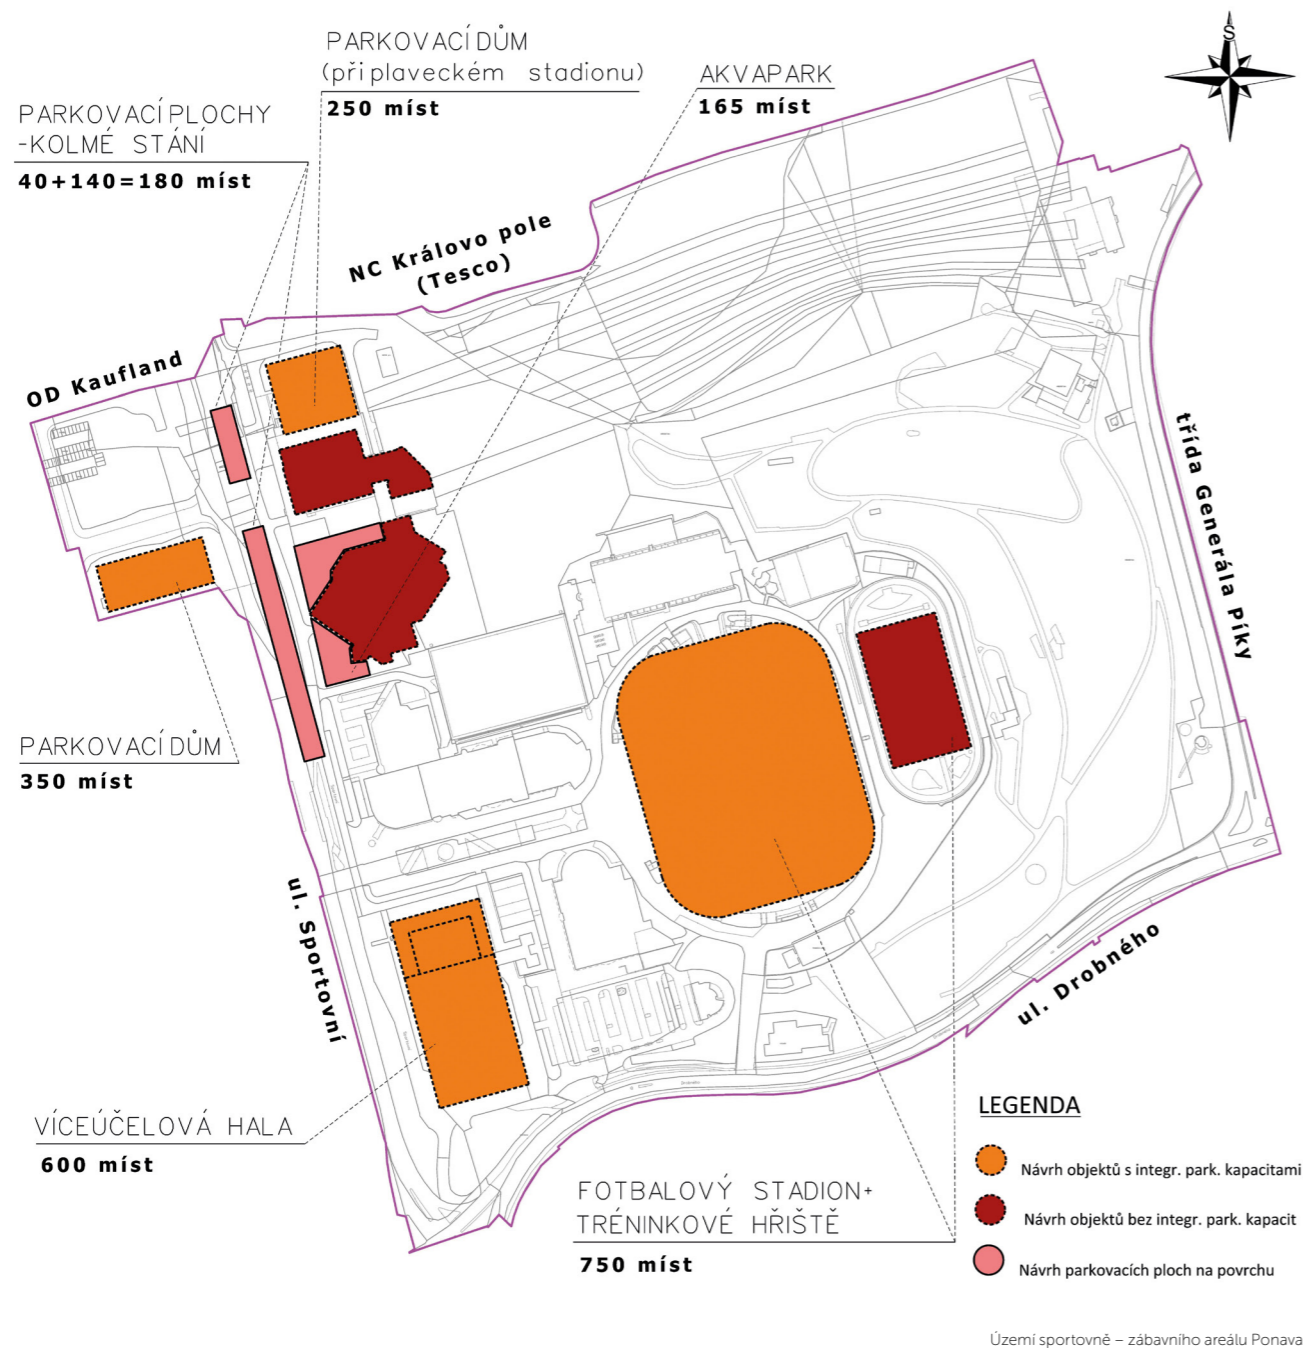 PARKOVACÍ DŮM
(při plaveckém stadionu)
250 míst
AKVAPARK
165 míst
PARKOVACÍ PLOCHY
-KOLMÉ STÁNÍ
40+140=180 míst
S
NC Královo pole
(Tesco)
OD Kaufland
třída Generála Píky
PARKOVACÍ DŮM
350 míst
ul. Sportovní
ul. Drobného
VÍCEÚČELOVÁ HALA
600 míst
FOTBALOVÝ STADION+
TRÉNINKOVÉ HŘIŠTĚ
750 míst
LEGENDA
Návrh objektů s integr. park. kapacitami
Návrh objektů bez integr. park. kapacit
Návrh parkovacích ploch na povrchu
Území sportovně – zábavního areálu Ponava